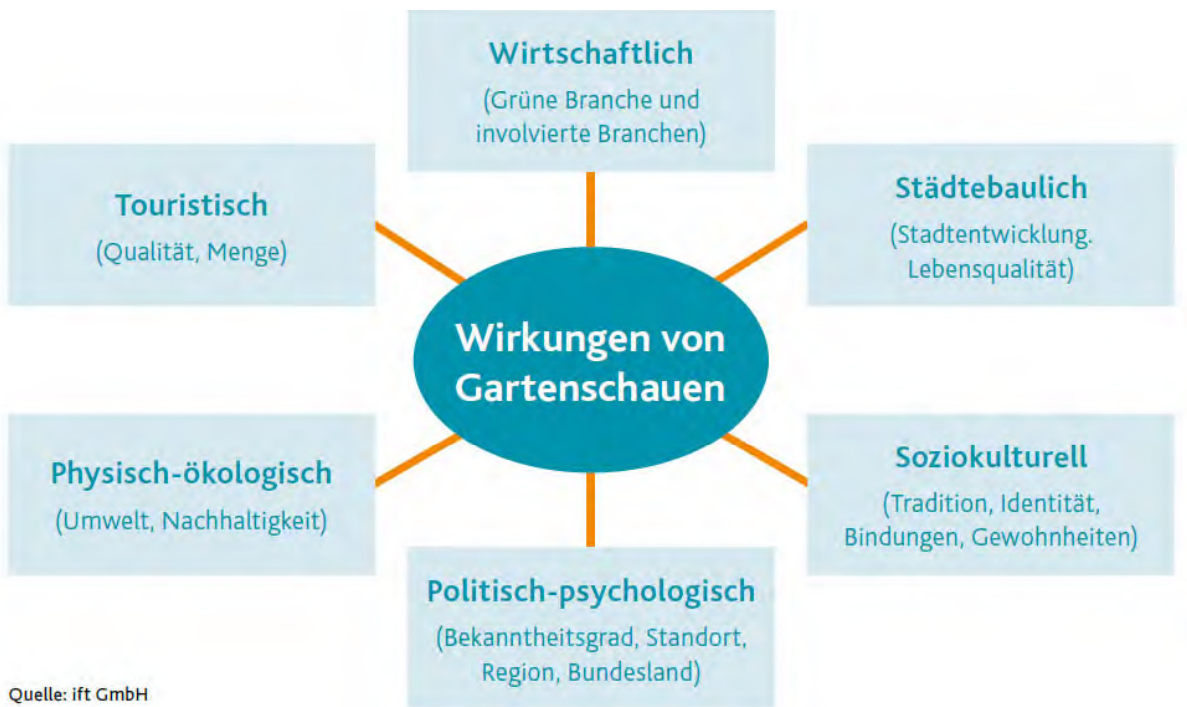 Wirtschaftlich
(Grüne Branche und
involvierte Branchen)
Touristisch
(Qualität, Menge)
Städtebaulich
(Stadtentwicklung.
Lebensqualität)
Wirkungen von
Gartenschauen
Physisch-ökologisch
(Umwelt, Nachhaltigkeit)
Soziokulturell
(Tradition, Identität,
Bindungen, Gewohnheiten)
Politisch-psychologisch
(Bekanntheitsgrad, Standort,
Region, Bundesland)
Quelle: ift GmbH